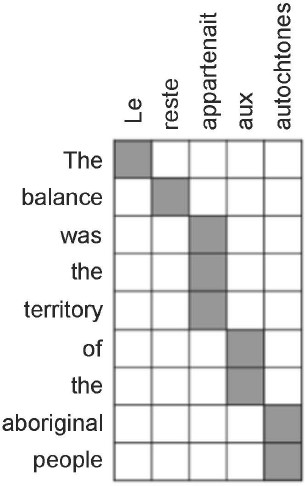 Le
reste
appartenait
aux
autochtones
The
balance
was
the
territory
of
the
aboriginal
people